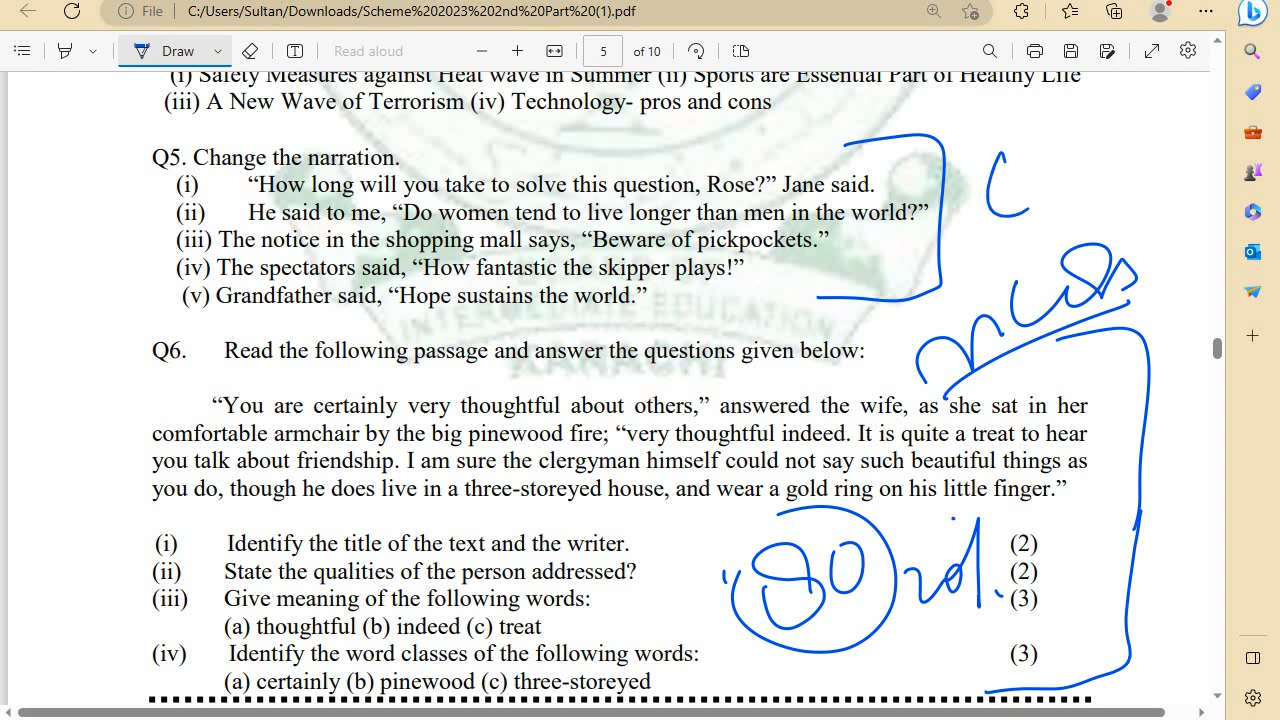 File C:/Users/Sultan/Downloads/Scheme%202023%202nd%20Part%20(1).pdf
Draw Read aloud 5 of 10
(i) Safety Measures against Heat wave in Summer (ii) Sports are Essential Part of Healthy Life
(iii) A New Wave of Terrorism (iv) Technology- pros and cons
Q5. Change the narration.
(i) “How long will you take to solve this question, Rose?” Jane said.
(ii) He said to me, “Do women tend to live longer than men in the world?”
(iii) The notice in the shopping mall says, “Beware of pickpockets.”
(iv) The spectators said, “How fantastic the skipper plays!”
(v) Grandfather said, “Hope sustains the world.”
INTERMEDIATE EDUCATION
KARACHI
Q6. Read the following passage and answer the questions given below:
“You are certainly very thoughtful about others,” answered the wife, as she sat in her
comfortable armchair by the big pinewood fire; “very thoughtful indeed. It is quite a treat to hear
you talk about friendship. I am sure the clergyman himself could not say such beautiful things as
you do, though he does live in a three-storeyed house, and wear a gold ring on his little finger.”
(i) Identify the title of the text and the writer. (2)
(ii) State the qualities of the person addressed? (2)
(iii) Give meaning of the following words: (3)
(a) thoughtful (b) indeed (c) treat
(iv) Identify the word classes of the following words: (3)
(a) certainly (b) pinewood (c) three-storeyed